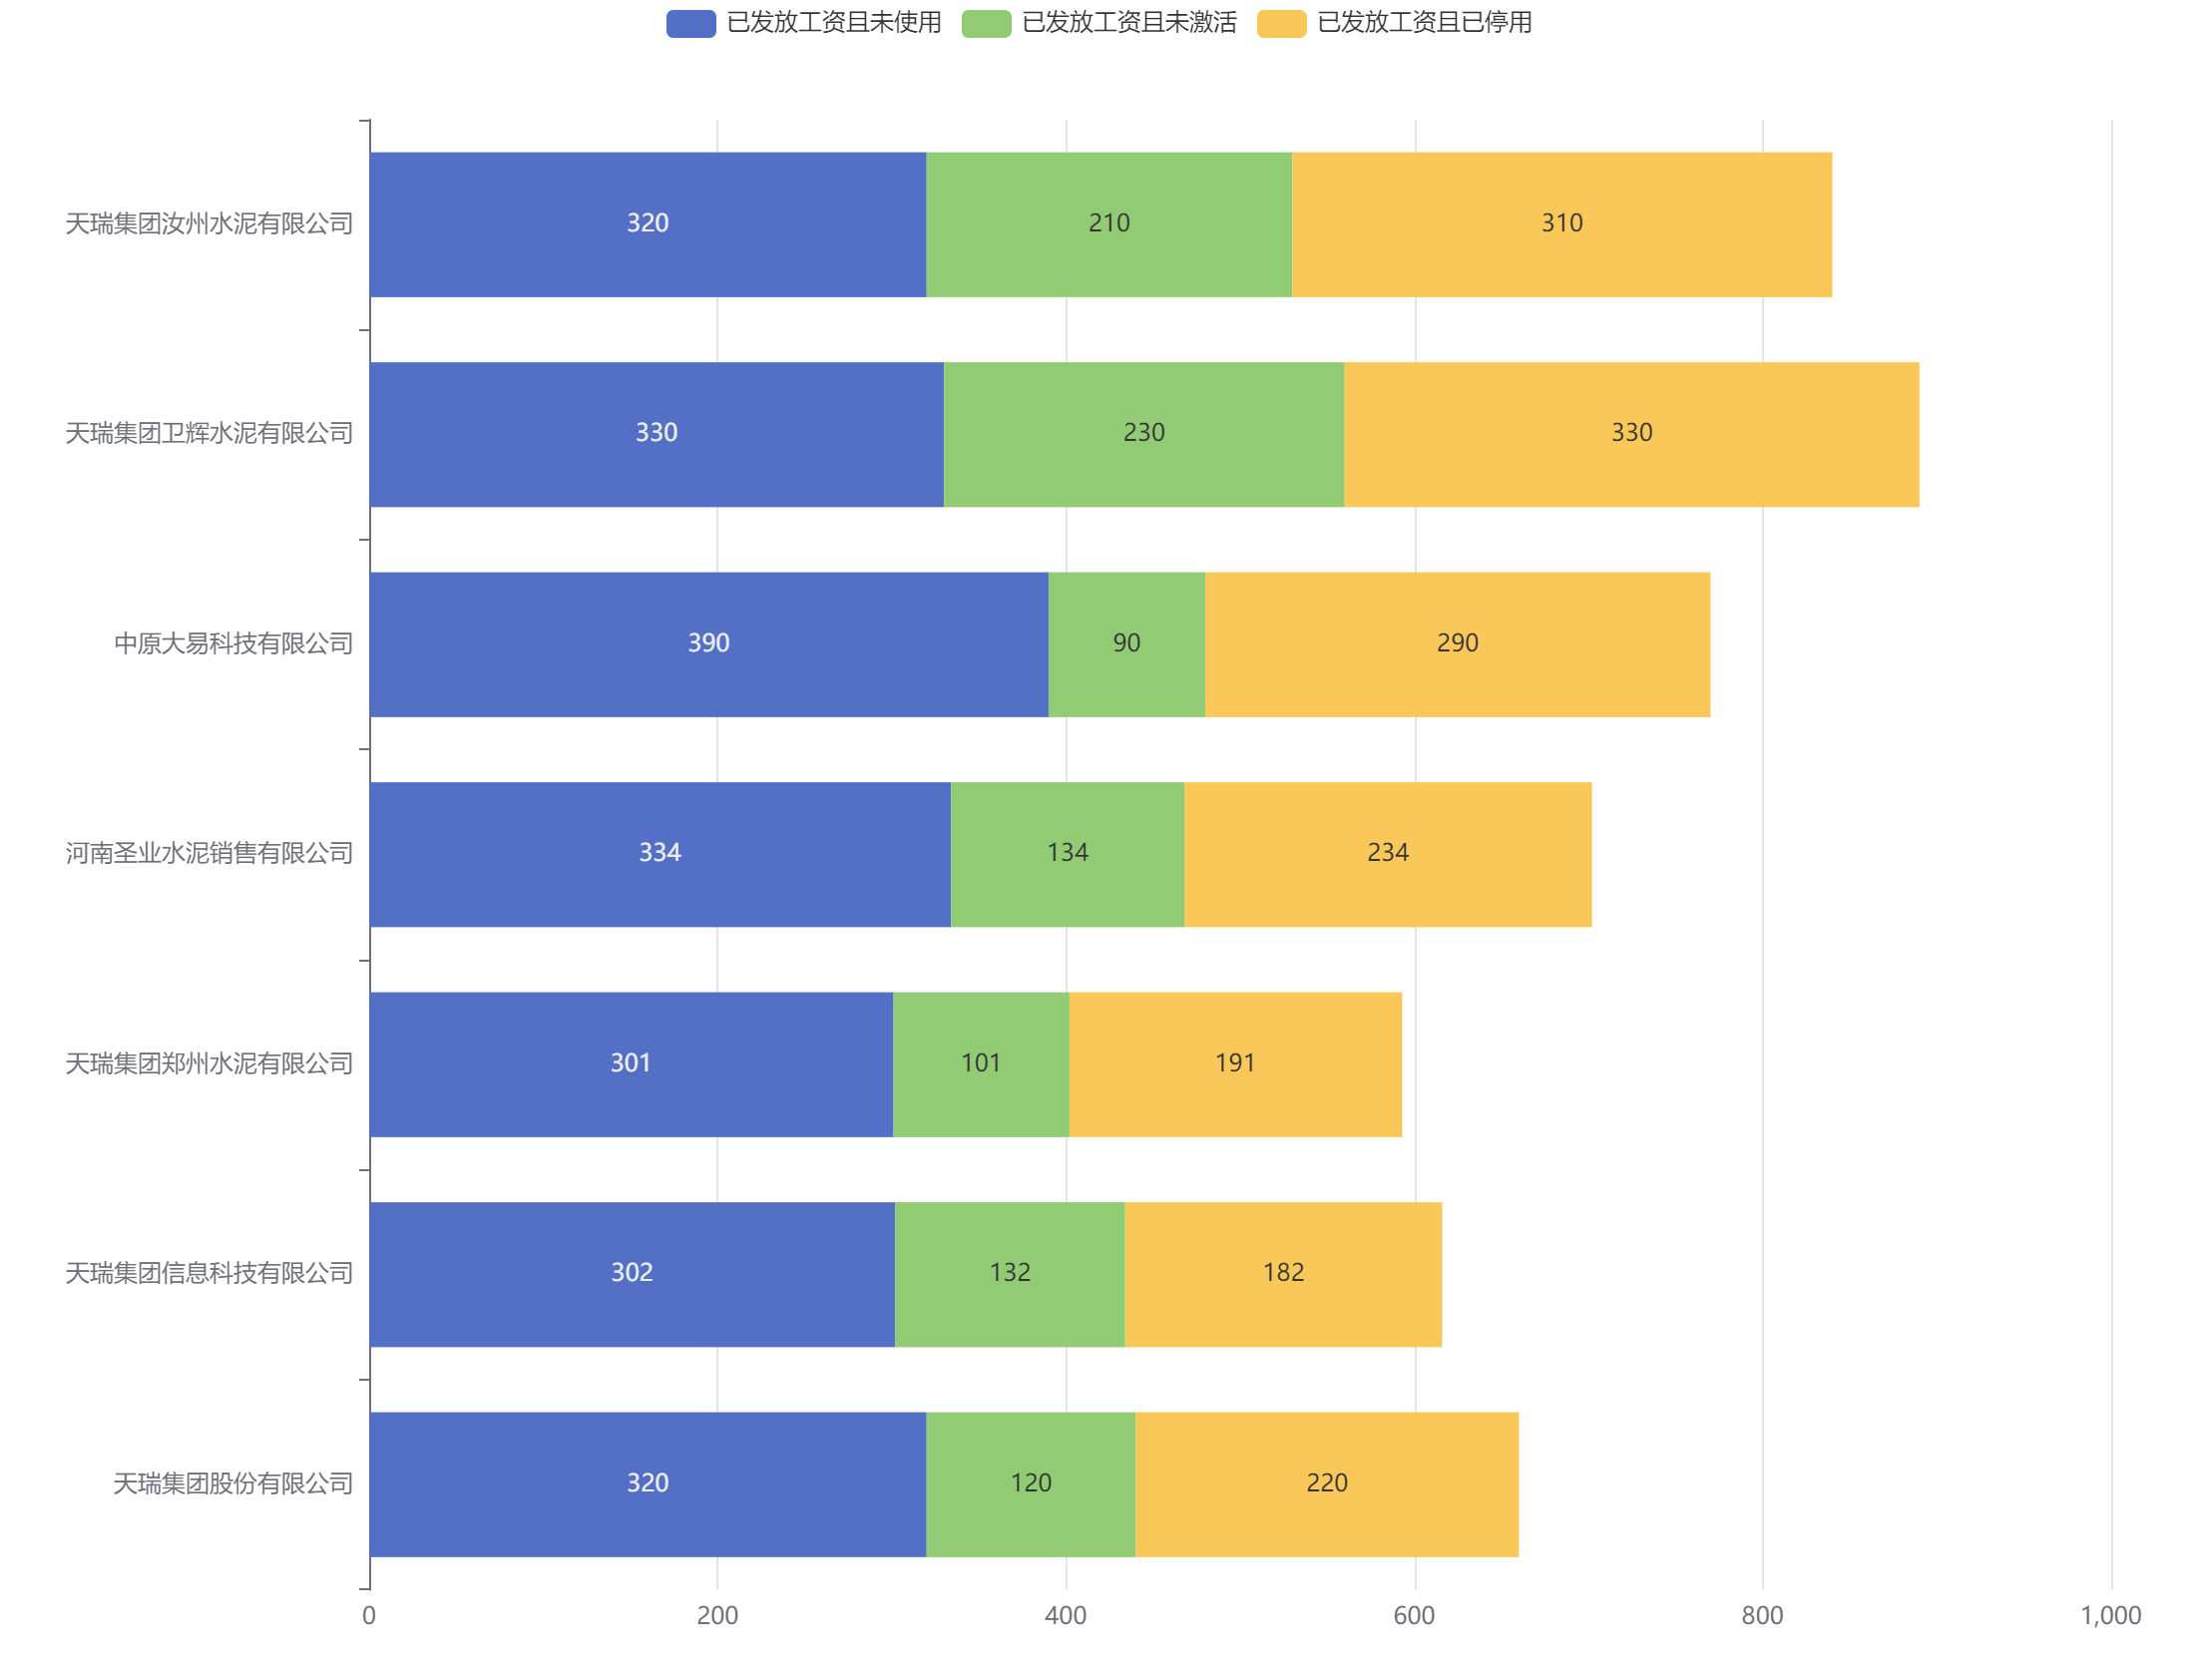 已发放工资且未使用 已发放工资且未激活 已发放工资且已停用
天瑞集团汝州水泥有限公司 320 210 310
天瑞集团卫辉水泥有限公司 330 230 330
中原大易科技有限公司 390 90 290
河南圣业水泥销售有限公司 334 134 234
天瑞集团郑州水泥有限公司 301 101 191
天瑞集团信息科技有限公司 302 132 182
天瑞集团股份有限公司 320 120 220
0 200 400 600 800 1,000